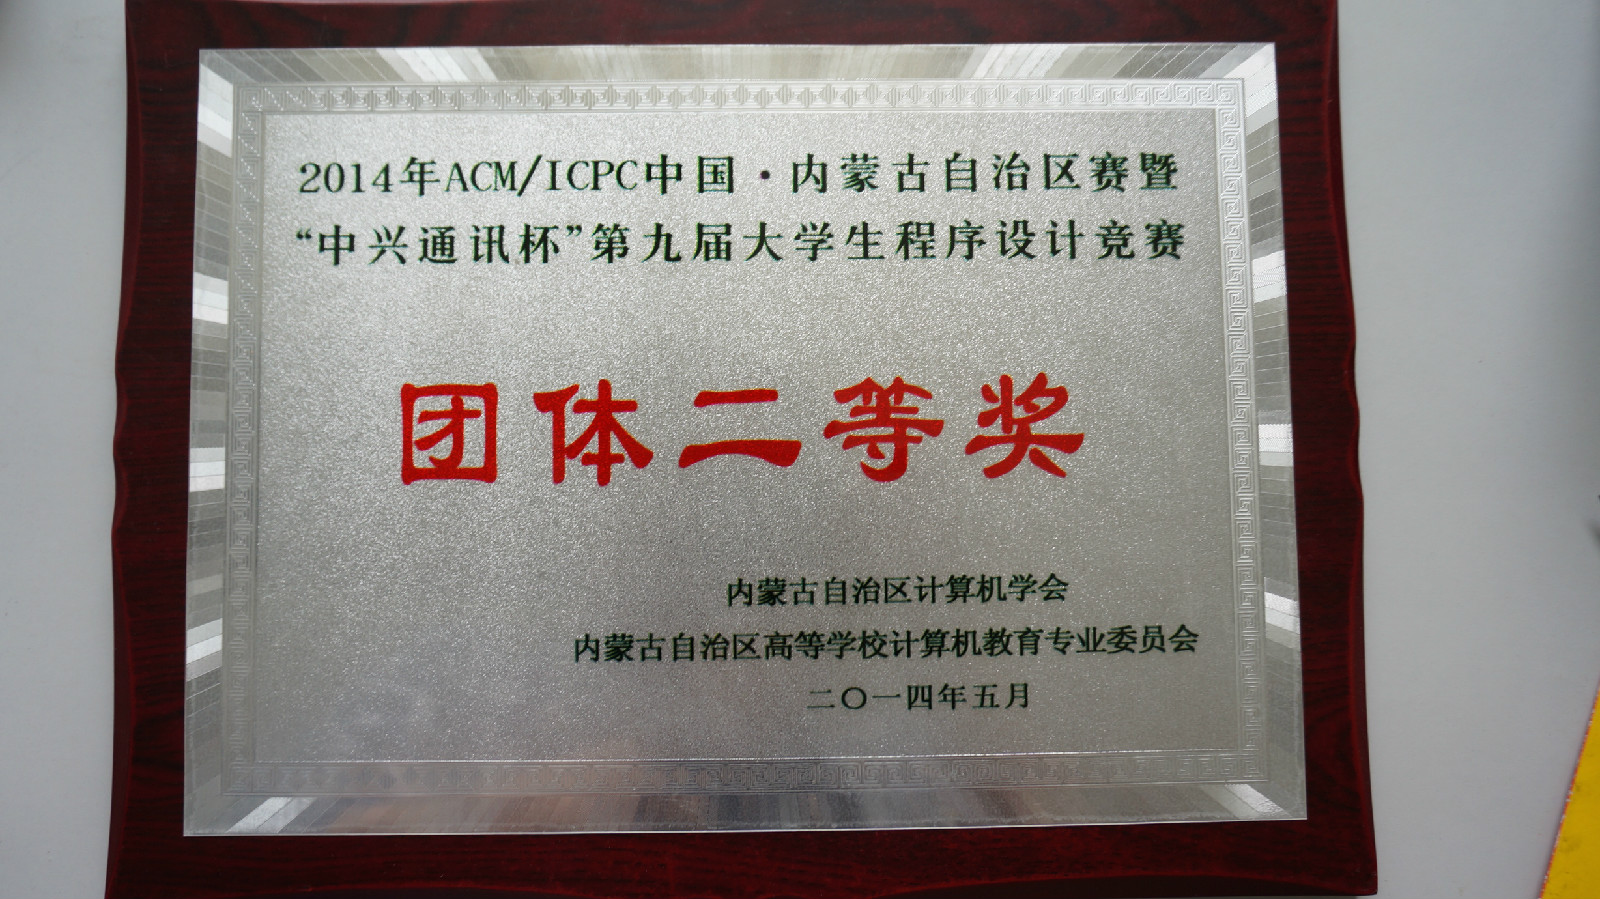 2014年ACM/ICPC中国·内蒙古自治区赛暨
“中兴通讯杯”第九届大学生程序设计竞赛
团体二等奖
内蒙古自治区计算机学会
内蒙古自治区高等学校计算机教育专业委员会
二〇一四年五月